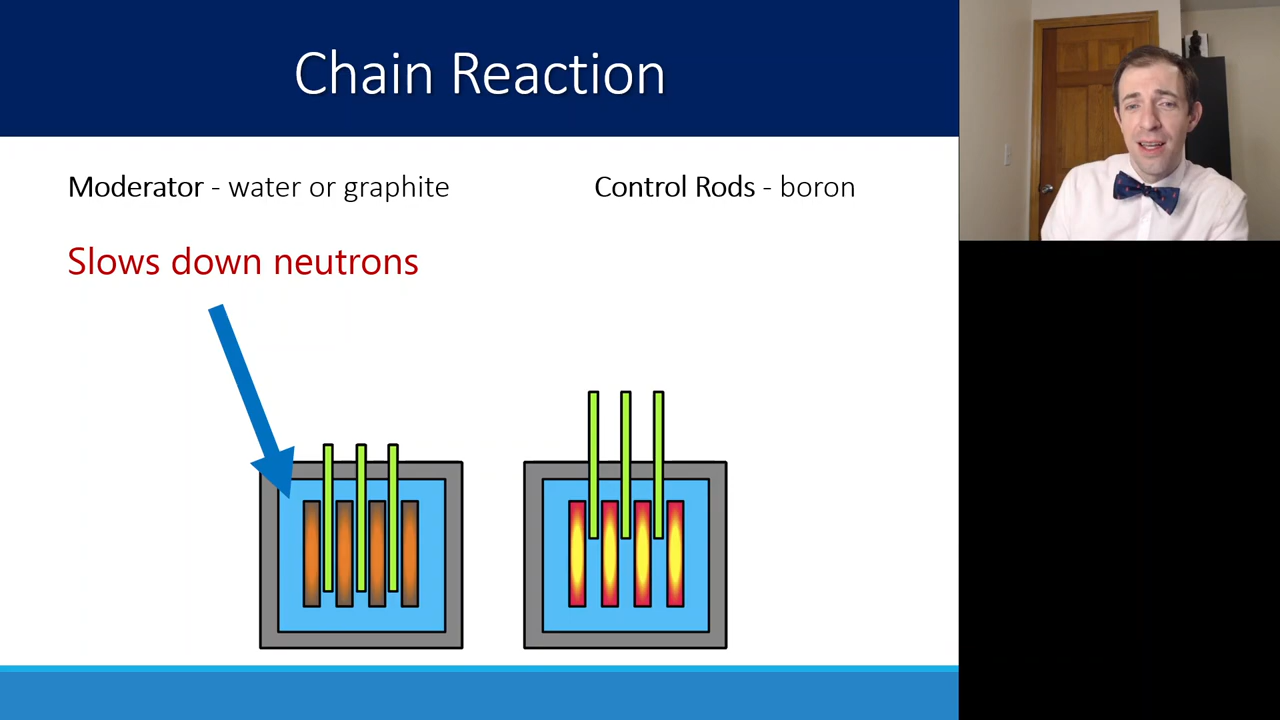 Chain Reaction
Moderator - water or graphite
Control Rods - boron
Slows down neutrons